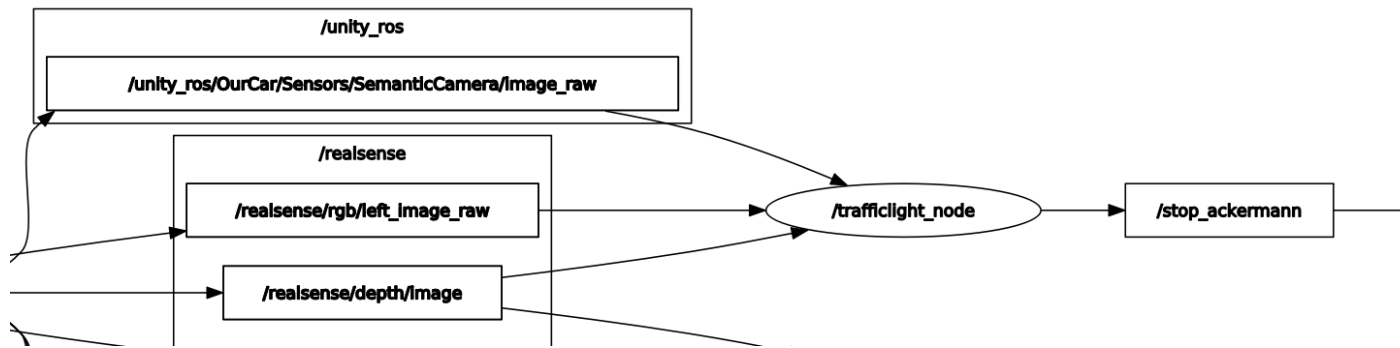 /unity_ros
/unity_ros/OurCar/Sensors/SemanticCamera/image_raw
/realsense
/realsense/rgb/left_image_raw
/trafficlight_node
/stop_ackermann
/realsense/depth/image